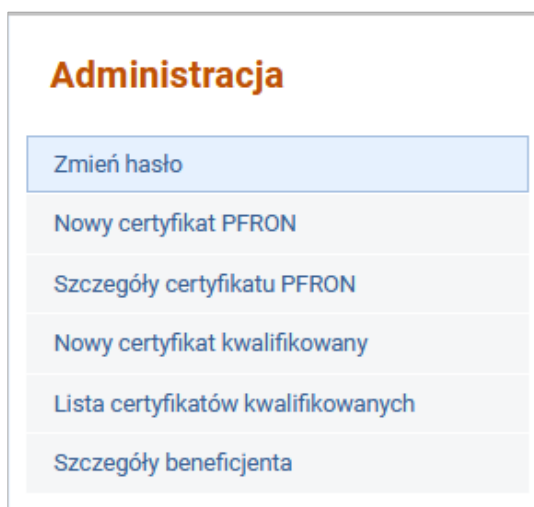 Administracja
Zmień hasło
Nowy certyfikat PFRON
Szczegóły certyfikatu PFRON
Nowy certyfikat kwalifikowany
Lista certyfikatów kwalifikowanych
Szczegóły beneficjenta